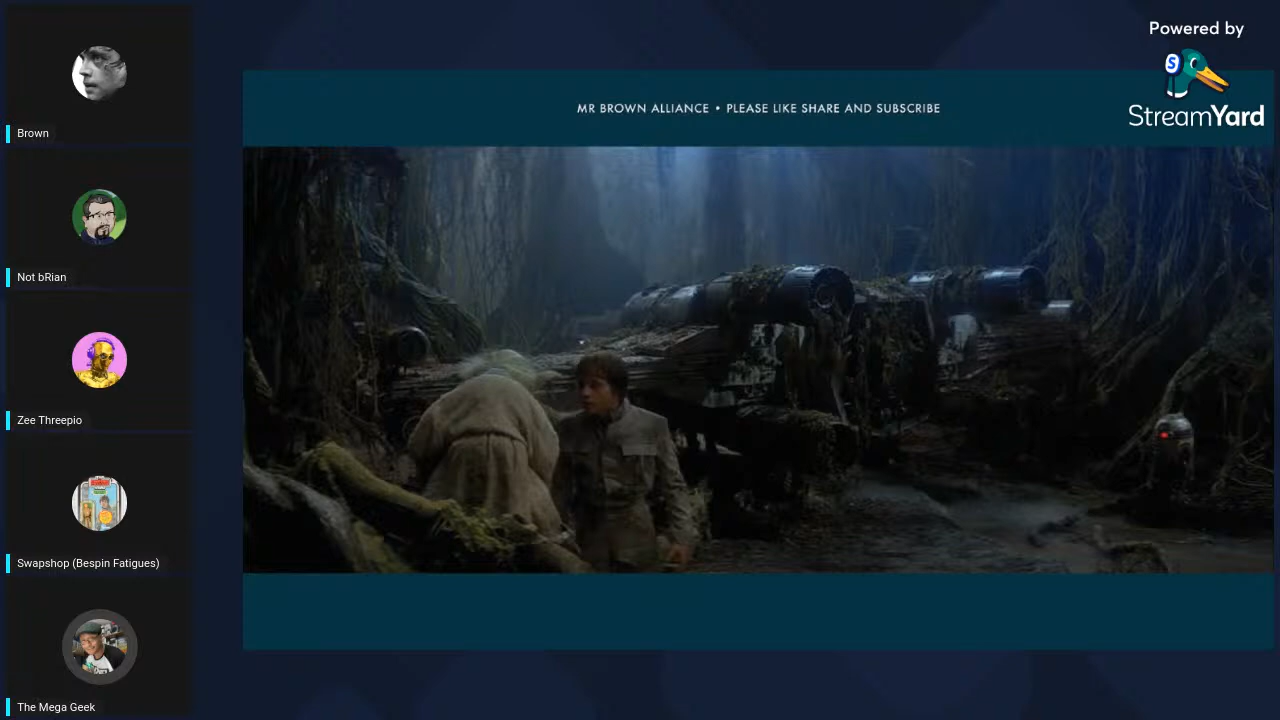 Powered by
StreamYard
MR BROWN ALLIANCE • PLEASE LIKE SHARE AND SUBSCRIBE
Brown
Not bRian
Zee Threepio
Swapshop (Bespin Fatigues)
The Mega Geek